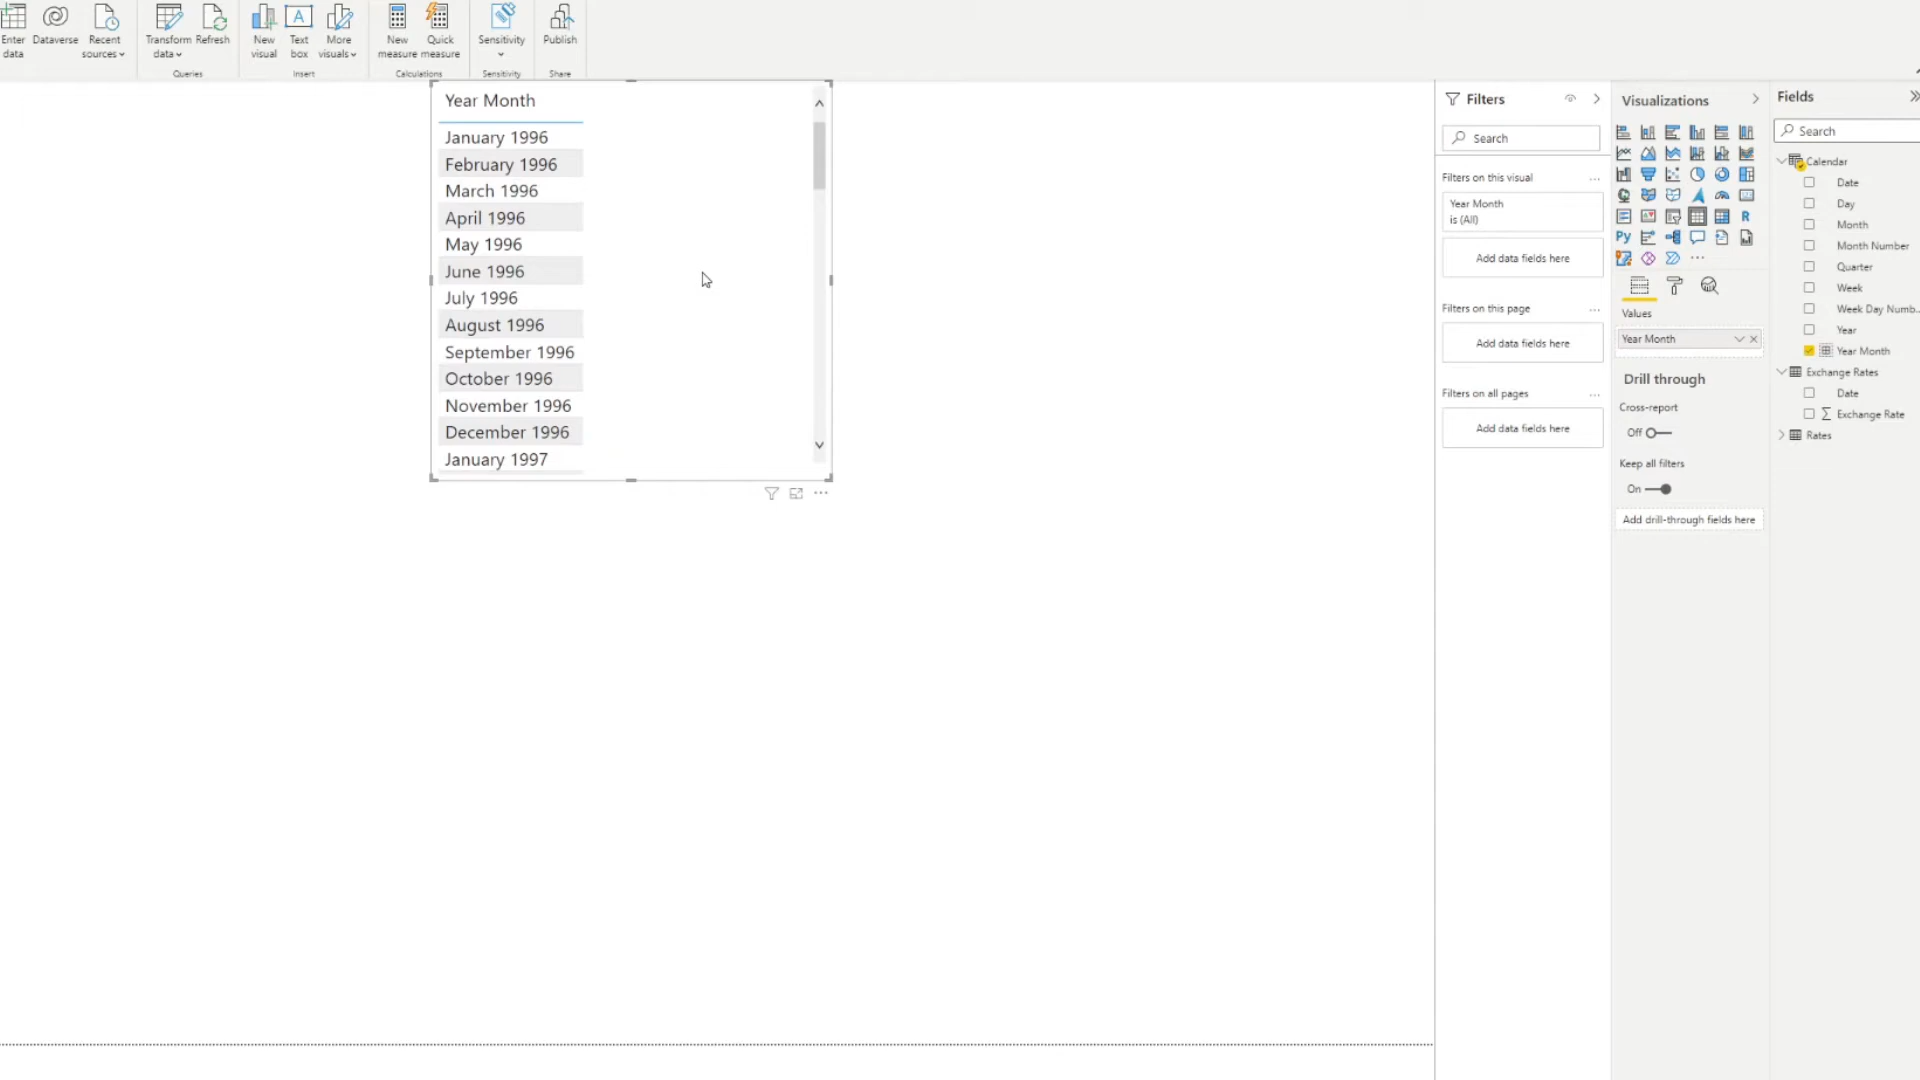 Enter
data
Dataverse
Recent
sources
Transform
data
Refresh
Queries
New
visual
Text
box
More
visuals
Insert
New
measure
Quick
measure
Calculations
Sensitivity
Sensitivity
Publish
Share
Year Month
January 1996
February 1996
March 1996
April 1996
May 1996
June 1996
July 1996
August 1996
September 1996
October 1996
November 1996
December 1996
January 1997
Filters
Search
Filters on this visual
Year Month
is (All)
Add data fields here
Filters on this page
Add data fields here
Filters on all pages
Add data fields here
Visualizations
R
Py
Values
Year Month
Drill through
Cross-report
Off
Keep all filters
On
Add drill-through fields here
Fields
Search
Calendar
Date
Day
Month
Month Number
Quarter
Week
Week Day Numb...
Year
Year Month
Exchange Rates
Date
Exchange Rate
Rates